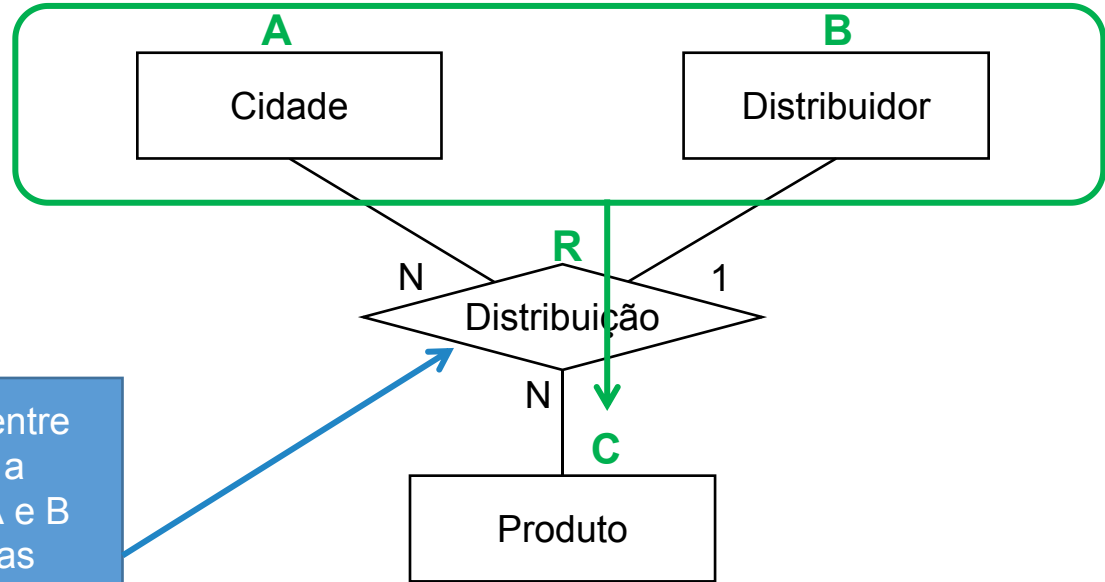 A
B
Cidade
Distribuidor
R
N
1
Distribuição
N
C
entre
a
e B
as
Produto